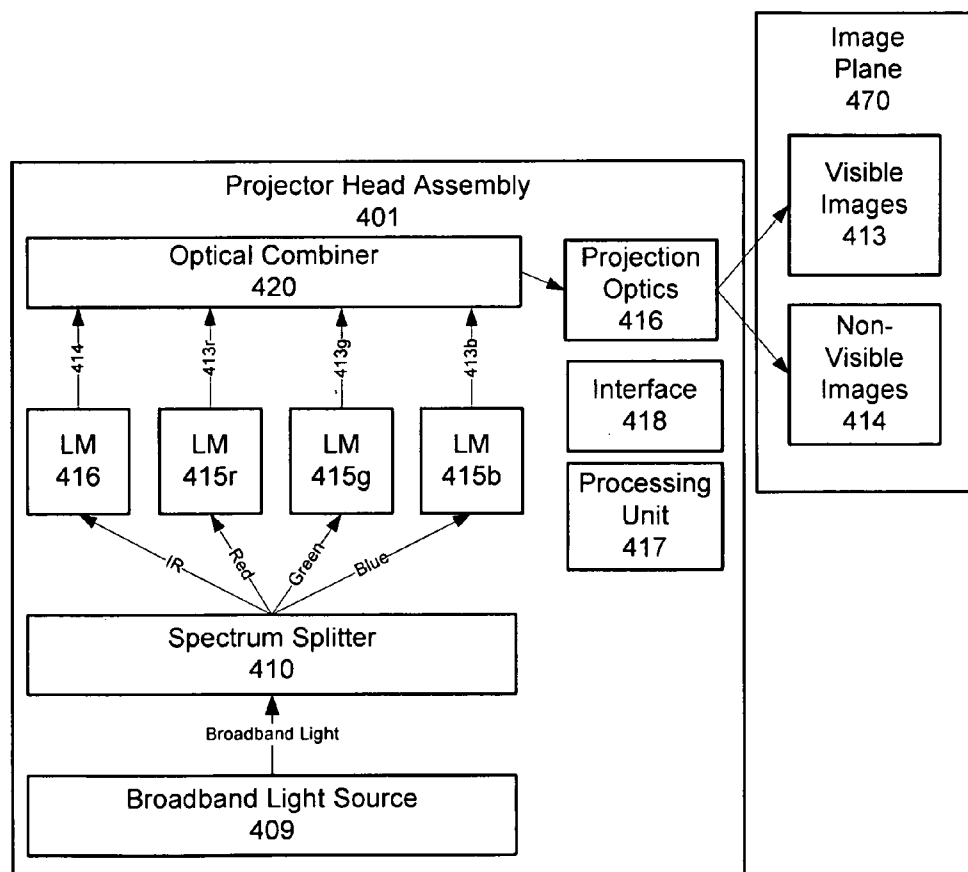 Image
Plane
470
Visible
Images
413
Non-
Visible
Images
414
Projector Head Assembly
401
Optical Combiner
420
Projection
Optics
416
Interface
418
Processing
Unit
417
414
413r
413g
413b
LM
416
LM
415r
LM
415g
LM
415b
IR
Red
Green
Blue
Spectrum Splitter
410
Broadband Light
Broadband Light Source
409